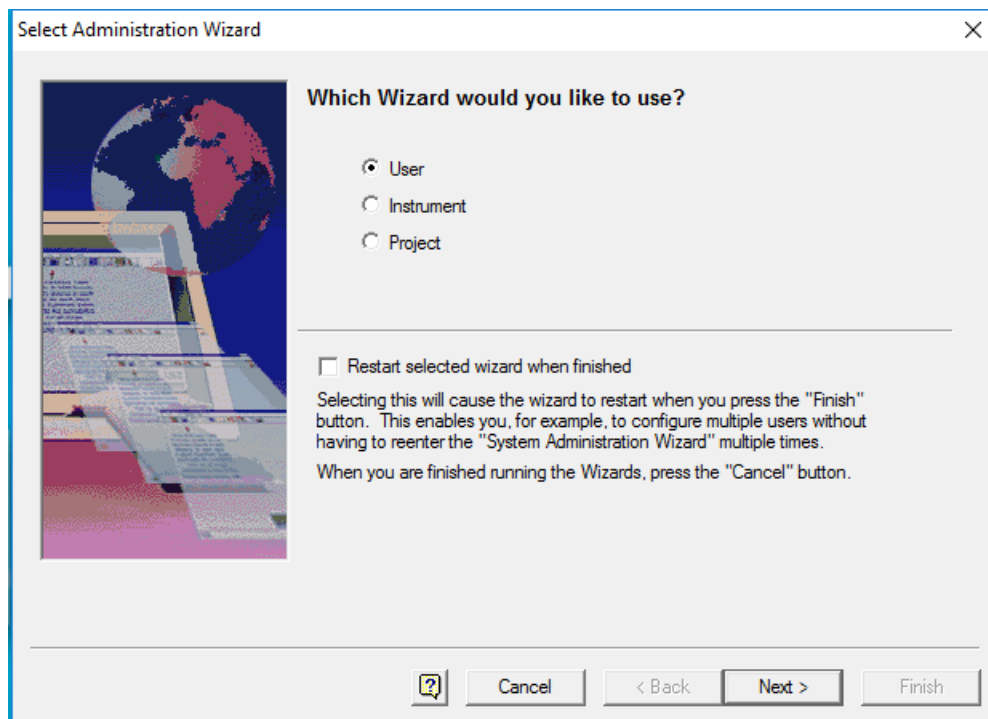 Select Administration Wizard
Which Wizard would you like to use?
User
Instrument
Project
Restart selected wizard when finished
Selecting this will cause the wizard to restart when you press the "Finish"
button. This enables you, for example, to configure multiple users without
having to reenter the "System Administration Wizard" multiple times.
When you are finished running the Wizards, press the "Cancel" button.
?
Cancel
< Back
Next >
Finish